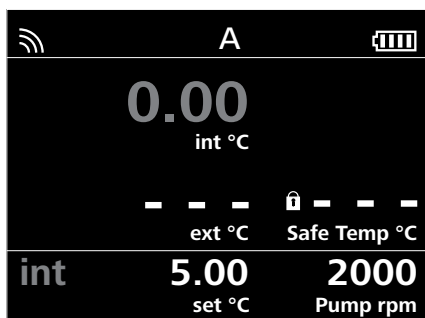 A
0.00
int °C
– – – – – –
ext °C Safe Temp °C
int 5.00 2000
set °C Pump rpm